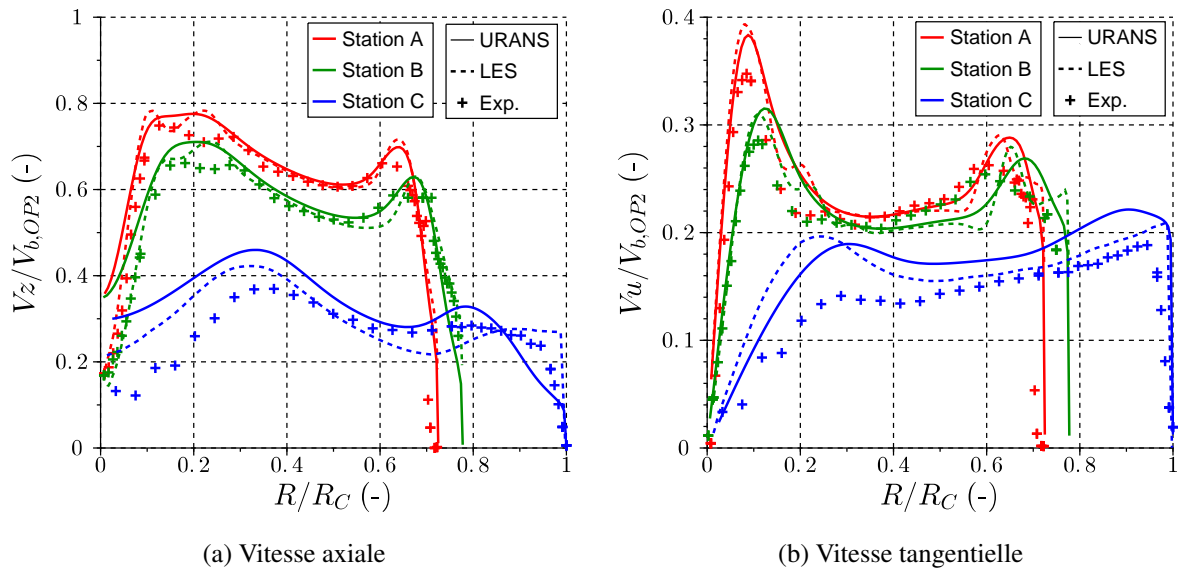 1
0.8
0.6
0.4
0.2
0
0
0.2
0.4
0.6
0.8
1
Vz/V_{b,OP2} (-)
R/R_C (-)
Station A
Station B
Station C
URANS
LES
Exp.
(a) Vitesse axiale
0.4
0.3
0.2
0.1
0
0
0.2
0.4
0.6
0.8
1
Vu/V_{b,OP2} (-)
R/R_C (-)
Station A
Station B
Station C
URANS
LES
Exp.
(b) Vitesse tangentielle